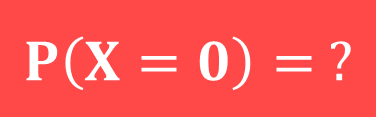 P(X = 0) = ?